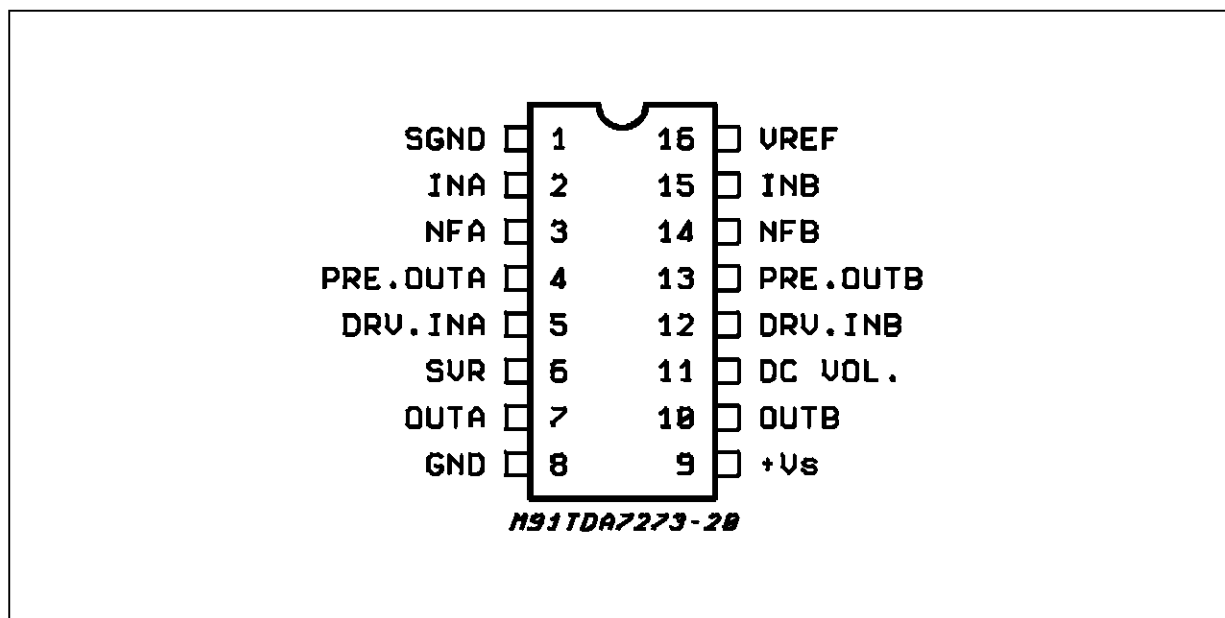 SGND 1 16 VREF
INA 2 15 INB
NFA 3 14 NFB
PRE.OUTA 4 13 PRE.OUTB
DRV.INA 5 12 DRV.INB
SVR 6 11 DC VOL.
OUTA 7 10 OUTB
GND 8 9 +Vs
M91TDA7273-20